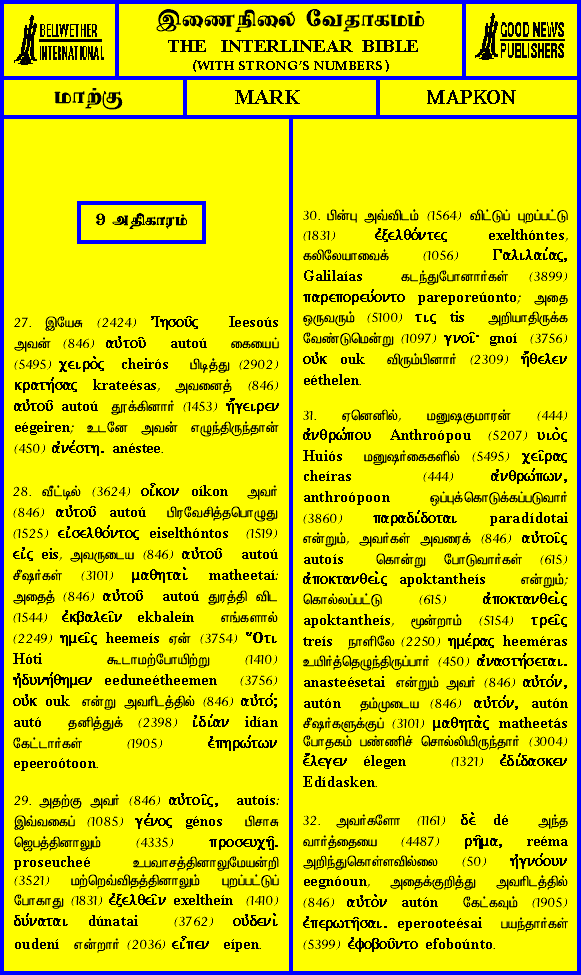 BELLWETHER
INTERNATIONAL
இணைநிலை வேதாகமம்
THE INTERLINEAR BIBLE
(WITH STRONG'S NUMBERS)
GOOD NEWS
PUBLISHERS
மாற்கு
MARK
ΜΑΡΚΟΝ
9 அதிகாரம்
27. இயேசு (2424) Ἰησοῦς Ieesoús
அவன் (846) αὐτοῦ autoú கையைப்
(5495) χειρὸς cheirós பிடித்து (2902)
κρατήσας krateésas, அவனைத் (846)
αὐτοῦ autoú தூக்கினார் (1453) ἤγειρεν
eégeiren; உடனே அவன் எழுந்திருந்தான்
(450) ἀνέστη. anéstee.
28. வீட்டில் (3624) οἶκον oíkon அவர்
(846) αὐτοῦ autoú பிரவேசித்தபொழுது
(1525) εἰσελθόντος eiselthóntos (1519)
εἰς eis, அவருடைய (846) αὐτοῦ autoú
சீஷர்கள் (3101) μαθηταὶ matheetaí;
அதைத் (846) αὐτοῦ autoú துரத்தி விட
(1544) ἐκβαλεῖν ekbaleín எங்களால்
(2249) ημεῖς heemeís ஏன் (3754) Ὅτι
Hóti கூடாமற்போயிற்று (1410)
ἠδυνήθημεν eeduneétheemen (3756)
οὐκ ouk என்று அவரிடத்தில் (846) αὐτό;
autó தனித்துக் (2398) ἰδίαν idían
கேட்டார்கள் (1905) ἐπηρώτων
epeeroótoon.
29. அதற்கு அவர் (846) αὐτοῖς, autoís:
இவ்வகைப் (1085) γένος génos பிசாசு
ஜெபத்தினாலும் (4335) προσευχῇ.
proseucheé உபவாசத்தினாலுமேயன்றி
(3521) மற்றெவ்விதத்தினாலும் புறப்பட்டுப்
போகாது (1831) ἐξελθεῖν exeltheín (1410)
δύναται dúnatai (3762) οὐδενὶ
oudení என்றார் (2036) εἶπεν eípen.
30. பின்பு அவ்விடம் (1564) விட்டுப் புறப்பட்டு
(1831) ἐξελθόντες exelthóntes,
கலிலேயாவைக் (1056) Γαλιλαίας,
Galilaías கடந்துபோனார்கள் (3899)
παρεπορεύοντο pareporeúonto; அதை
ஒருவரும் (5100) τις tis அறியாதிருக்க
வேண்டுமென்று (1097) γνοῖ· gnoí (3756)
οὐκ ouk விரும்பினார் (2309) ἤθελεν
eéthelen.
31. ஏனெனில், மனுஷகுமாரன் (444)
ἀνθρώπου Anthroópou (5207) υιὸς
Huiós மனுஷர்கைகளில் (5495) χεῖρας
cheíras (444) ἀνθρώπων,
anthroópoon ஒப்புக்கொடுக்கப்படுவார்
(3860) παραδίδοται paradídotai
என்றும், அவர்கள் அவரைக் (846) αὐτοῖς
autoís கொன்று போடுவார்கள் (615)
ἀποκτανθεὶς apoktantheís என்றும்;
கொல்லப்பட்டு (615) ἀποκτανθεὶς
apoktantheís, மூன்றாம் (5154) τρεῖς
treís நாளிலே (2250) ημέρας heeméras
உயிர்த்தெழுந்திருப்பார் (450) ἀναστήσεται.
anasteésetai என்றும் அவர் (846) αὐτόν,
autón தம்முடைய (846) αὐτόν, autón
சீஷர்களுக்குப் (3101) μαθητὰς matheetás
போதகம் பண்ணிச் சொல்லியிருந்தார் (3004)
ἔλεγεν élegen (1321) ἐδίδασκεν
Edídasken.
32. அவர்களோ (1161) δὲ dé அந்த
வார்த்தையை (4487) ρῆμα, reéma
அறிந்துகொள்ளவில்லை (50) ἠγνόουν
eegnóoun, அதைக்குறித்து அவரிடத்தில்
(846) αὐτὸν autón கேட்கவும் (1905)
ἐπερωτῆσαι. eperooteésai பயந்தார்கள்
(5399) ἐφοβοῦντο efoboúnto.